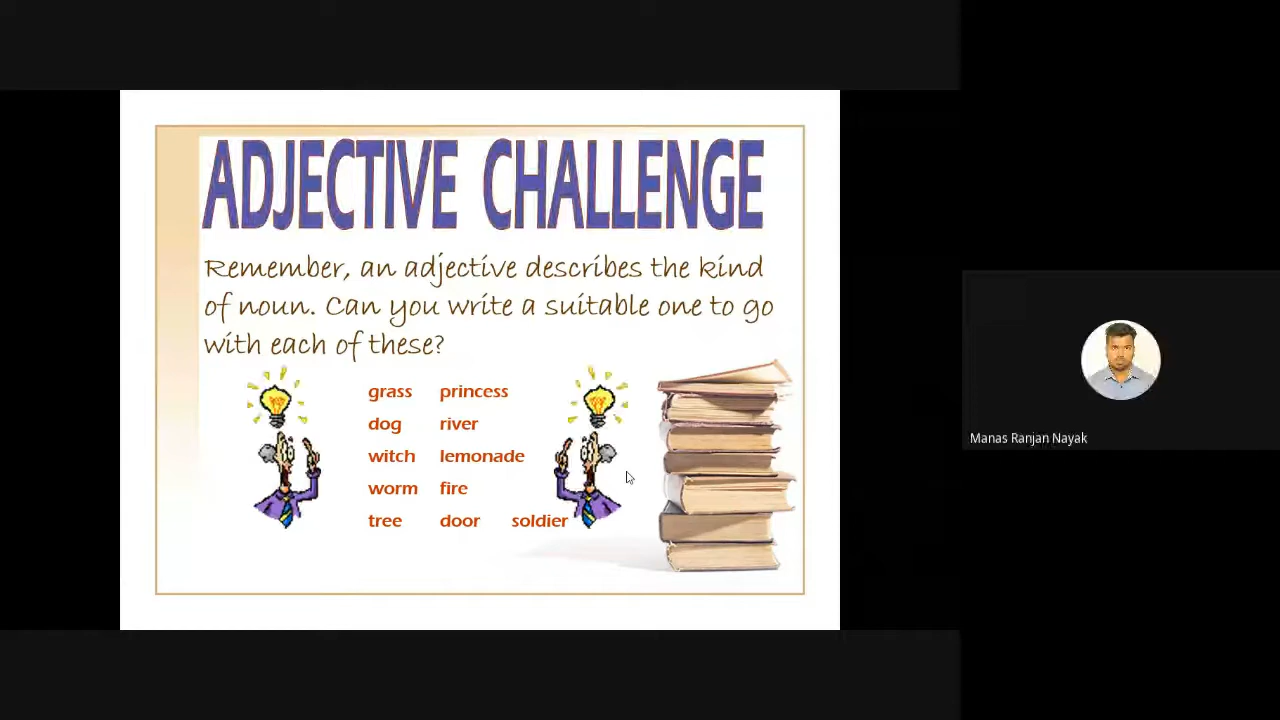 ADJECTIVE CHALLENGE
Remember, an adjective describes the kind
of noun. Can you write a suitable one to go
with each of these?
grass princess
dog river
witch lemonade
worm fire
tree door soldier
Manas Ranjan Nayak